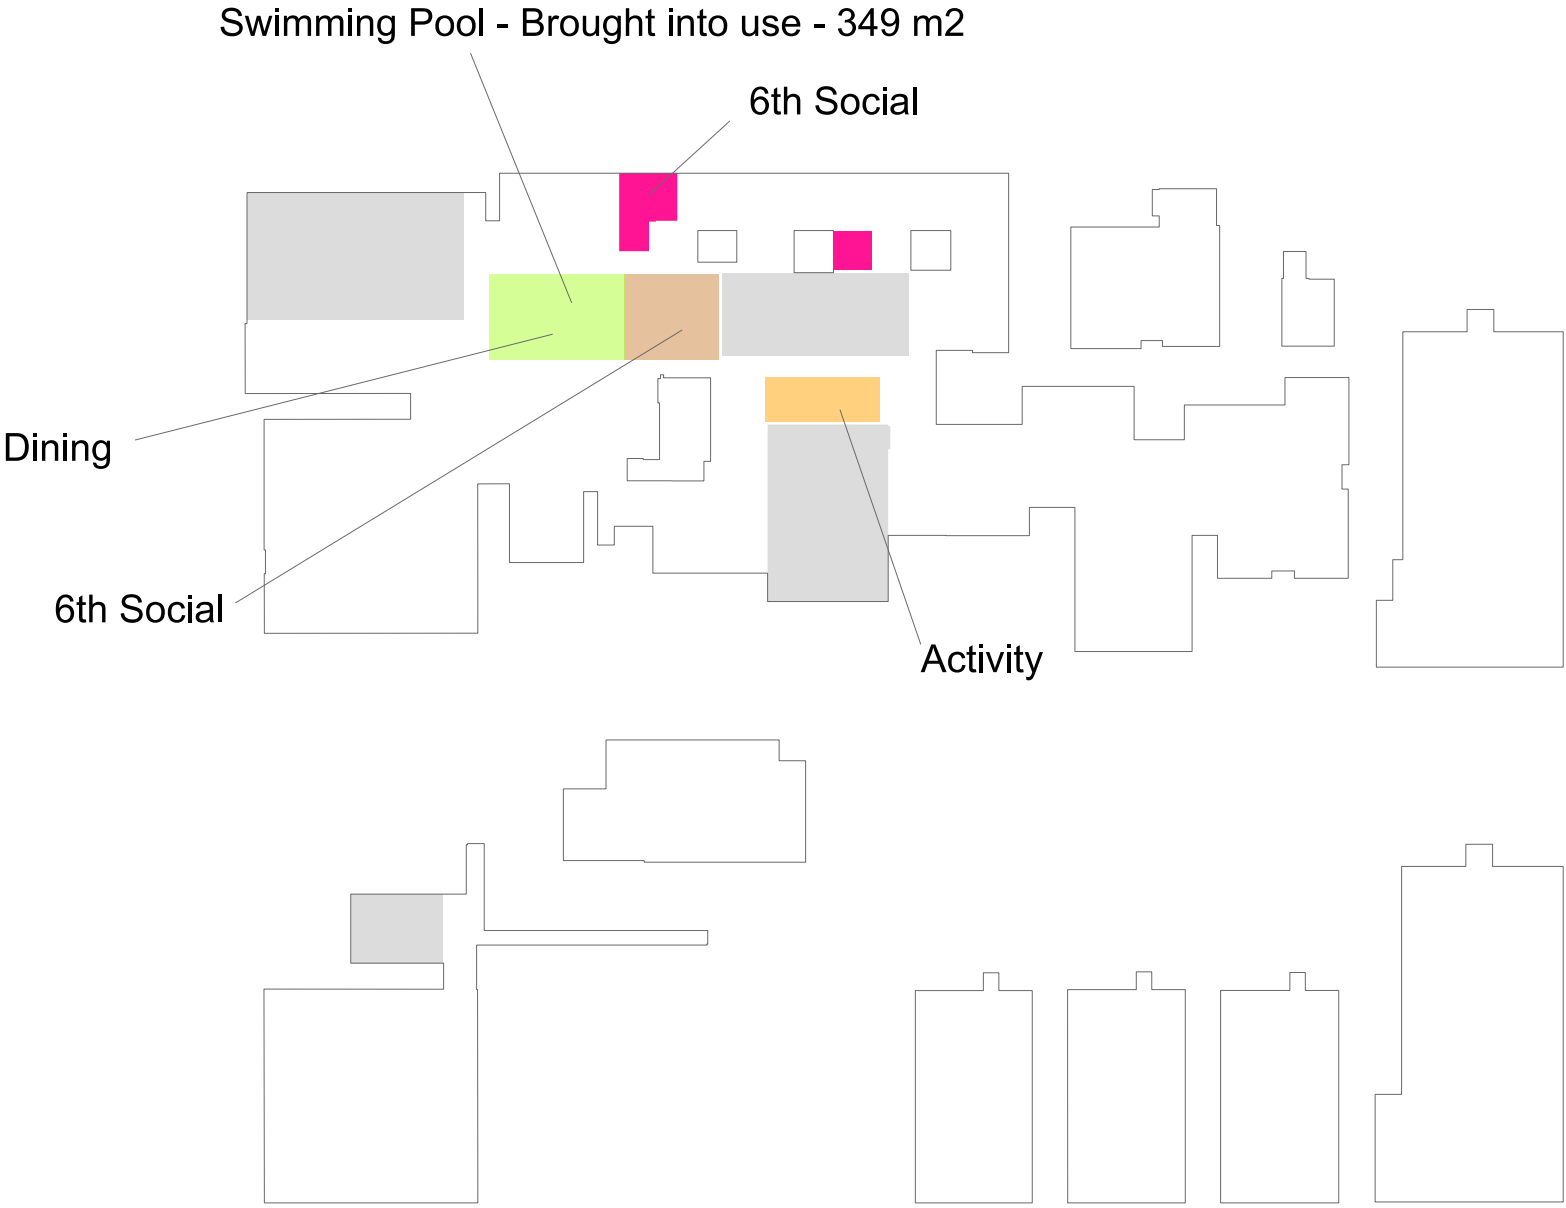 Swimming Pool - Brought into use - 349 m2
6th Social
Dining
6th Social
Activity